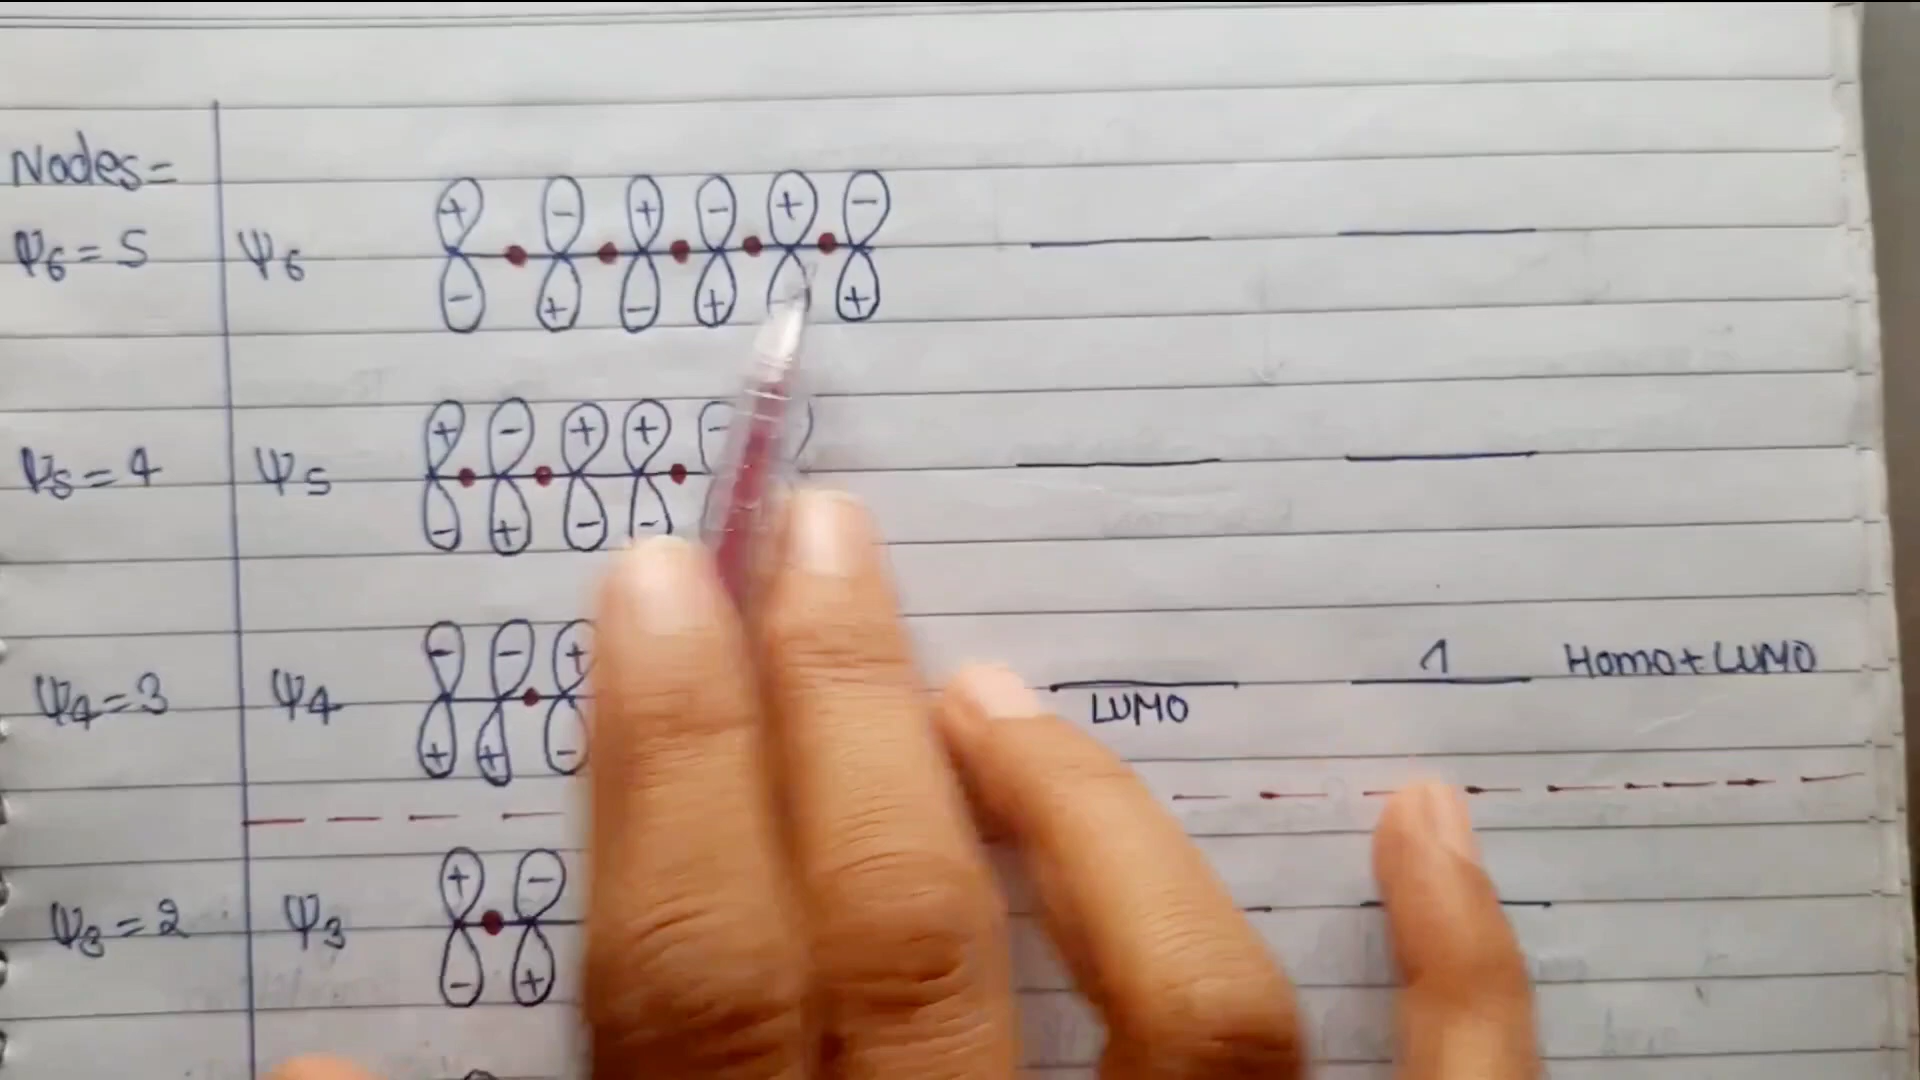 Nodes=
+ - + - + -
ψ6 = 5 ψ6
- + - + - +
+ - + + -
ψ5 = 4 ψ5
- + - -
- - + 1 Homo + LUMO
ψ4 = 3 ψ4
+ + - LUMO
+ -
ψ3 = 2 ψ3
- +